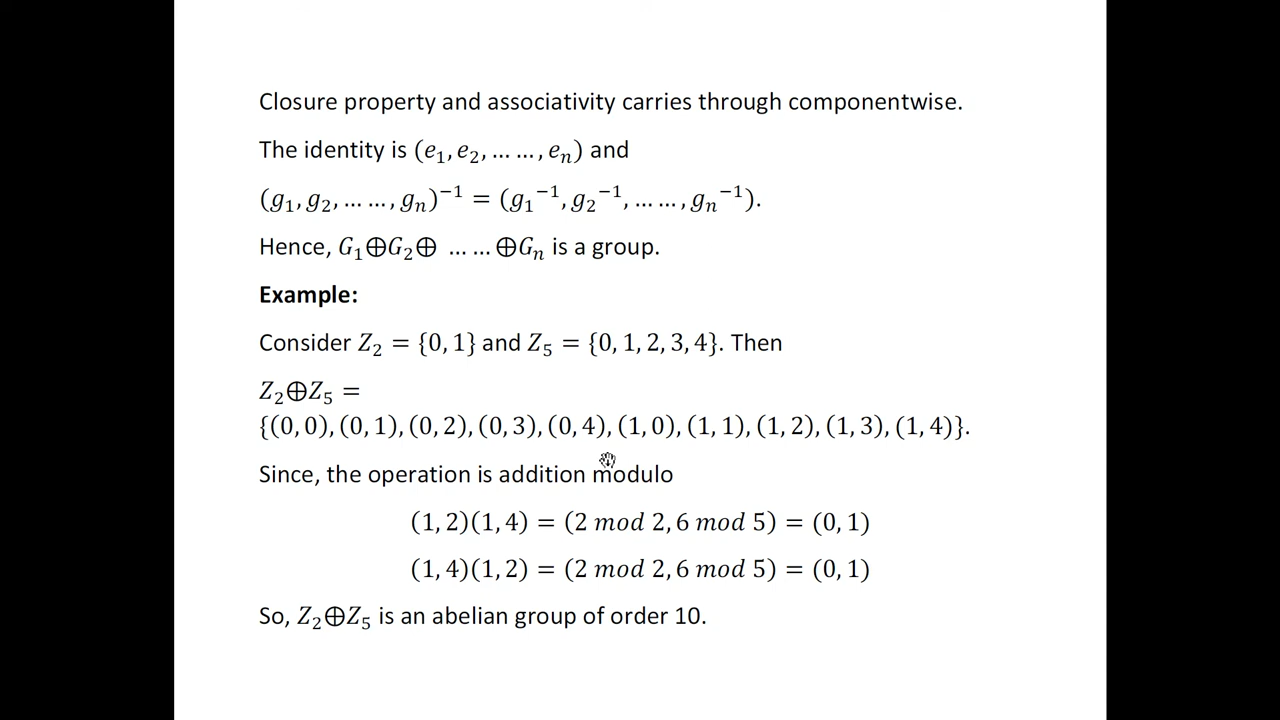 Closure property and associativity carries through componentwise.
The identity is (e₁, e₂, … …, eₙ) and
(g₁, g₂, … …, gₙ)⁻¹ = (g₁⁻¹, g₂⁻¹, … …, gₙ⁻¹).
Hence, G₁⊕G₂⊕ … … ⊕Gₙ is a group.
Example:
Consider Z₂ = {0, 1} and Z₅ = {0, 1, 2, 3, 4}. Then
Z₂⊕Z₅ =
{(0, 0), (0, 1), (0, 2), (0, 3), (0, 4), (1, 0), (1, 1), (1, 2), (1, 3), (1, 4)}.
Since, the operation is addition modulo
(1, 2)(1, 4) = (2 mod 2, 6 mod 5) = (0, 1)
(1, 4)(1, 2) = (2 mod 2, 6 mod 5) = (0, 1)
So, Z₂⊕Z₅ is an abelian group of order 10.